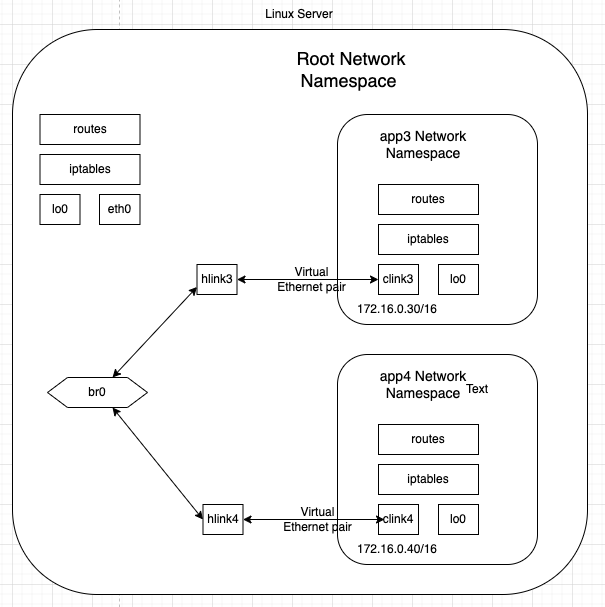 Linux Server
Root Network
Namespace
routes
iptables
lo0
eth0
app3 Network
Namespace
routes
iptables
clink3
lo0
172.16.0.30/16
hlink3
Virtual
Ethernet pair
br0
app4 Network
Namespace
Text
routes
iptables
clink4
lo0
172.16.0.40/16
hlink4
Virtual
Ethernet pair